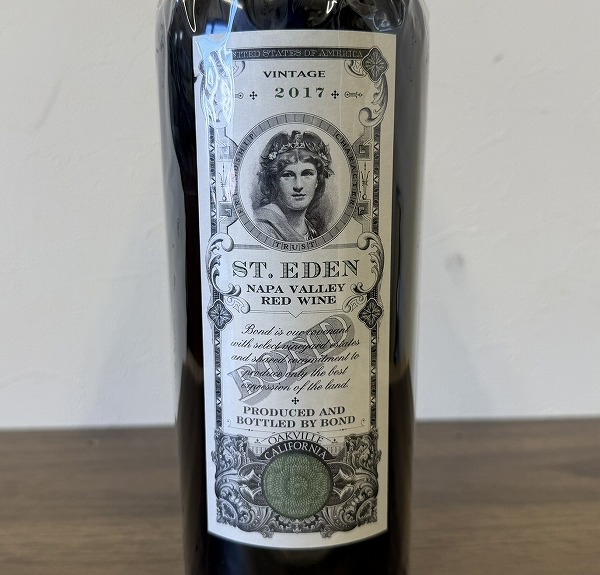 UNITED STATES OF AMERICA
VINTAGE
2017
CHARACTER
TRUST
ST. EDEN
NAPA VALLEY
RED WINE
BOND
Bond is our covenant
with select vineyard estates
and shared commitment to
produce only the best
expression of the land.
PRODUCED AND
BOTTLED BY BOND
OAKVILLE
CALIFORNIA